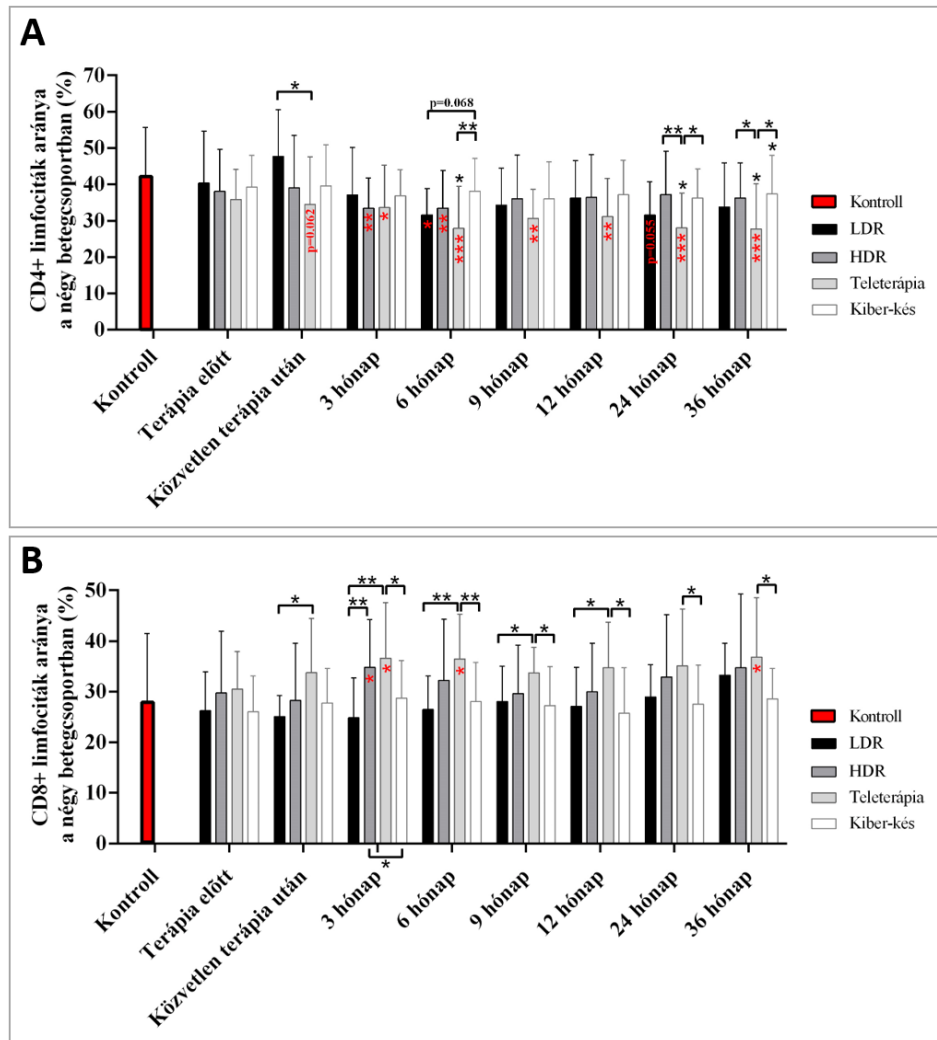 A
CD4+ limfociták aránya
a négy betegcsoportban (%)
70
60
50
40
30
20
10
0
*
p=0.062
**
*
p=0.068
**
*
*
**
***
**
**
**
*
*
p=0.055
***
*
*
*
*
***
Kontroll
Terápia előtt
Közvetlen terápia után
3 hónap
6 hónap
9 hónap
12 hónap
24 hónap
36 hónap
Kontroll
LDR
HDR
Teleterápia
Kiber-kés
B
CD8+ limfociták aránya
a négy betegcsoportban (%)
50
40
30
20
10
0
*
**
*
**
*
*
*
**
**
*
*
*
*
*
*
*
*
Kontroll
Terápia előtt
Közvetlen terápia után
3 hónap
6 hónap
9 hónap
12 hónap
24 hónap
36 hónap
Kontroll
LDR
HDR
Teleterápia
Kiber-kés